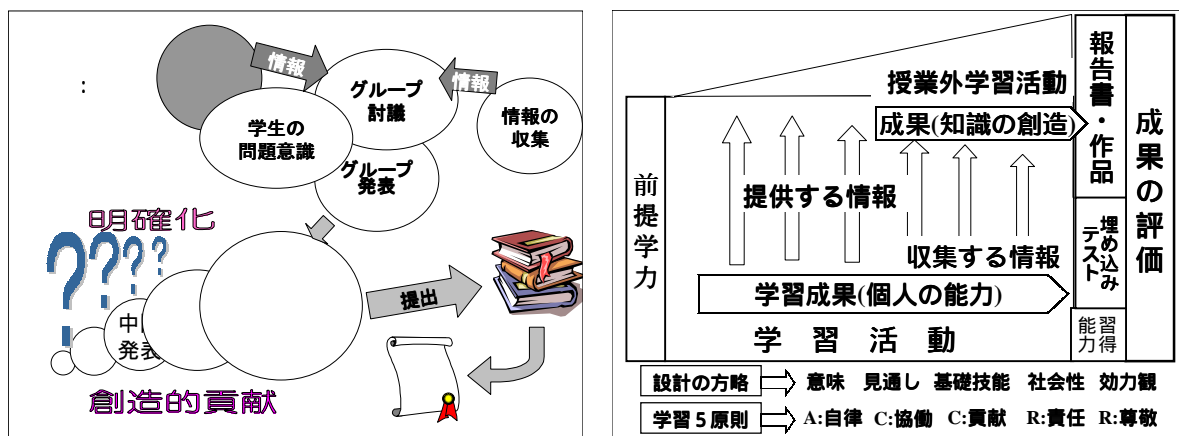 :
情報
グループ
討議
情報
情報の
収集
学生の
問題意識
グループ
発表
明確化
????
中
発表
提出
創造的貢献
授業外学習活動
成果(知識の創造)
前提学力
提供する情報
収集する情報
学習成果(個人の能力)
学習活動
報告書・作品
埋め込み
テスト
習得
能力
成果の評価
設計の方略
意味 見通し 基礎技能 社会性 効力観
学習5原則
A:自律 C:協働 C:貢献 R:責任 R:尊敬